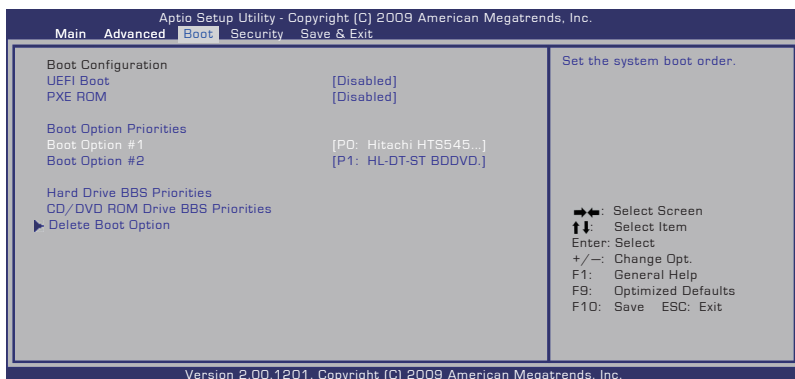 Aptio Setup Utility - Copyright (C) 2009 American Megatrends, Inc.
Main Advanced Boot Security Save & Exit
Boot Configuration
UEFI Boot [Disabled]
PXE ROM [Disabled]
Boot Option Priorities
Boot Option #1 [P0: Hitachi HTS545...]
Boot Option #2 [P1: HL-DT-ST BDDVD.]
Hard Drive BBS Priorities
CD/DVD ROM Drive BBS Priorities
Delete Boot Option
Set the system boot order.
→←: Select Screen
↑↓: Select Item
Enter: Select
+/—: Change Opt.
F1: General Help
F9: Optimized Defaults
F10: Save ESC: Exit
Version 2.00.1201. Copyright (C) 2009 American Megatrends, Inc.